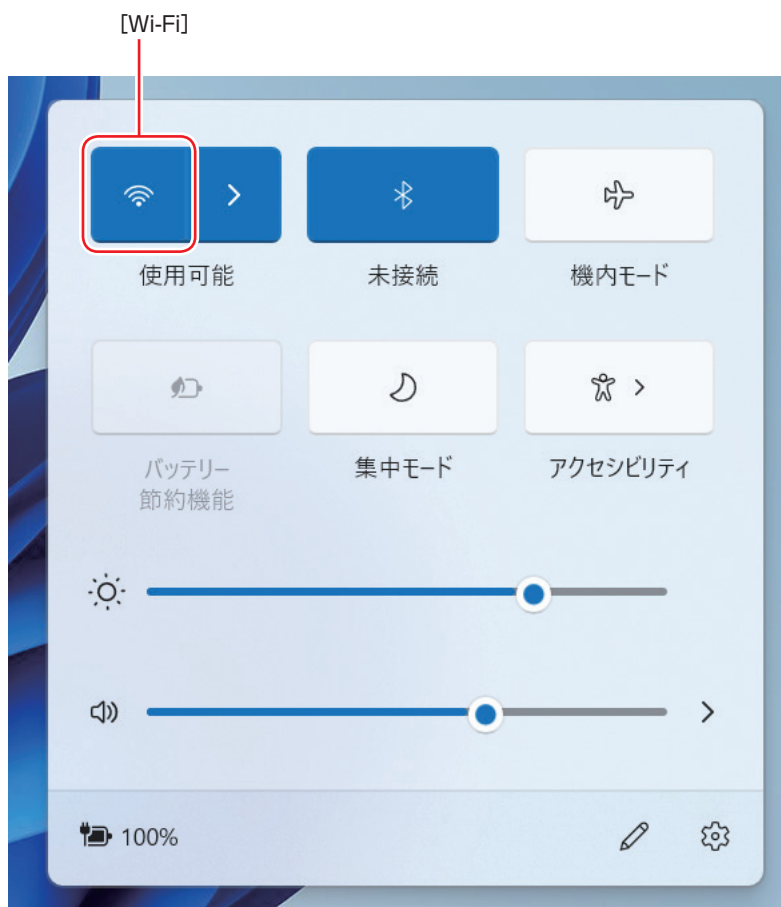 [Wi-Fi]
使用可能
未接続
機内モード
バッテリー
節約機能
集中モード
アクセシビリティ
100%